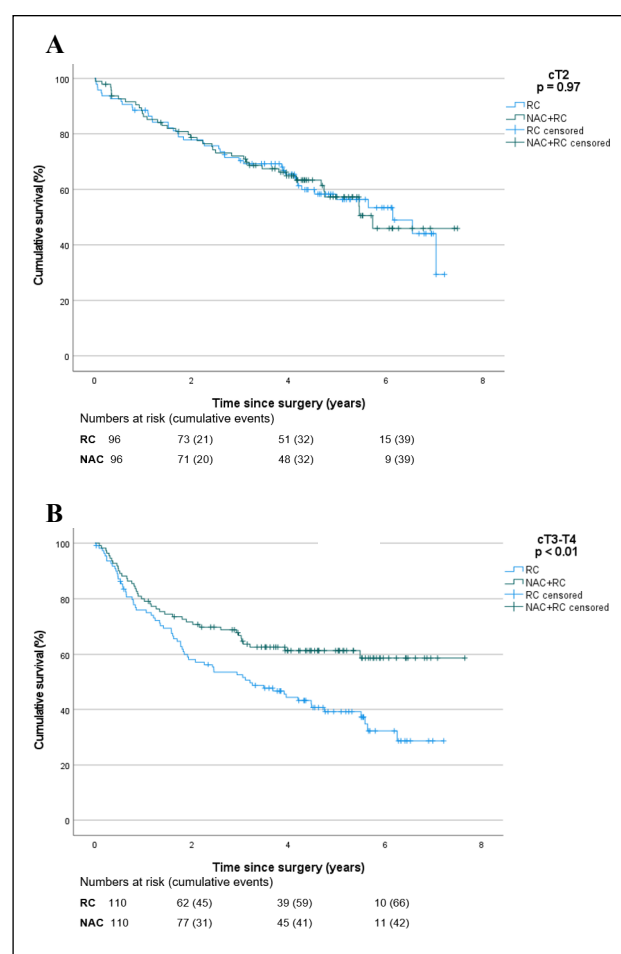 A
cT2
p = 0.97
RC
NAC+RC
RC censored
NAC+RC censored
Cumulative survival (%)
100
80
60
40
20
0
0 2 4 6 8
Time since surgery (years)
Numbers at risk (cumulative events)
RC 96 73 (21) 51 (32) 15 (39)
NAC 96 71 (20) 48 (32) 9 (39)
B
cT3-T4
p < 0.01
RC
NAC+RC
RC censored
NAC+RC censored
Cumulative survival (%)
100
80
60
40
20
0
0 2 4 6 8
Time since surgery (years)
Numbers at risk (cumulative events)
RC 110 62 (45) 39 (59) 10 (66)
NAC 110 77 (31) 45 (41) 11 (42)